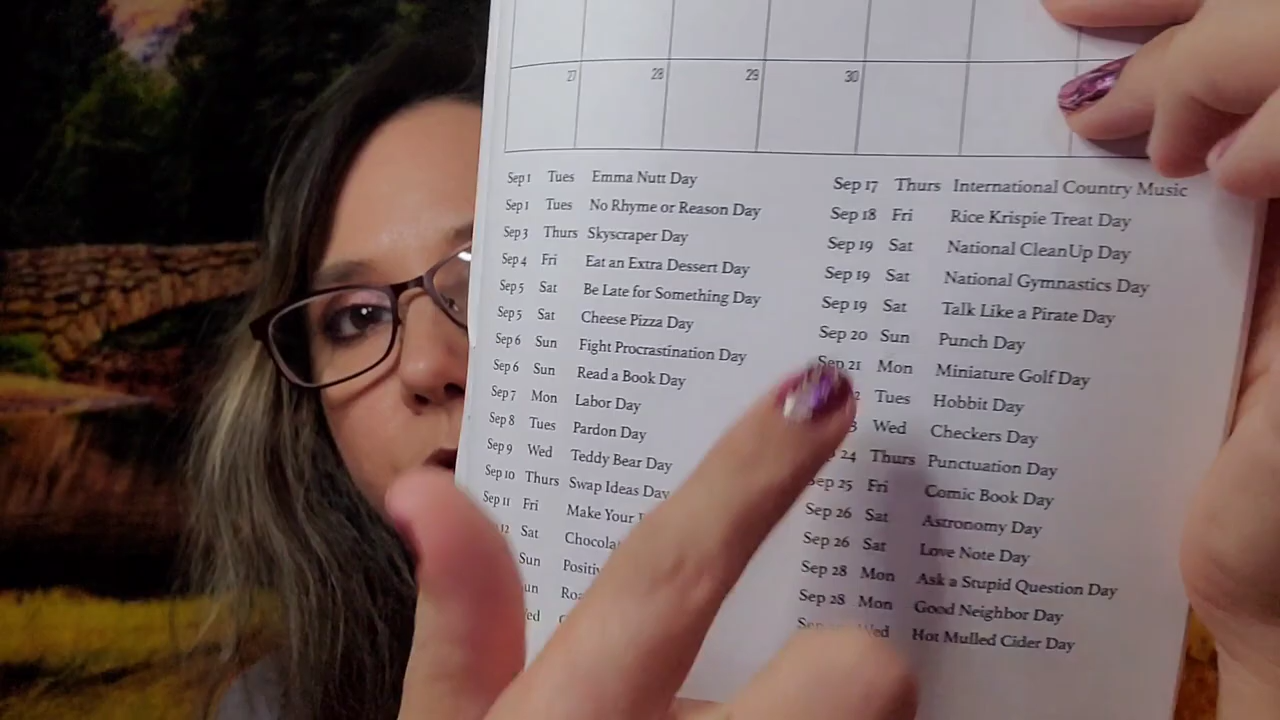 27 28 29 30
Sep 1 Tues Emma Nutt Day
Sep 1 Tues No Rhyme or Reason Day
Sep 3 Thurs Skyscraper Day
Sep 4 Fri Eat an Extra Dessert Day
Sep 5 Sat Be Late for Something Day
Sep 5 Sat Cheese Pizza Day
Sep 6 Sun Fight Procrastination Day
Sep 6 Sun Read a Book Day
Sep 7 Mon Labor Day
Sep 8 Tues Pardon Day
Sep 9 Wed Teddy Bear Day
Sep 10 Thurs Swap Ideas Day
Sep 11 Fri Make Your
12 Sat
Sun
Sep 17 Thurs International Country Music
Sep 18 Fri Rice Krispie Treat Day
Sep 19 Sat National CleanUp Day
Sep 19 Sat National Gymnastics Day
Sep 19 Sat Talk Like a Pirate Day
Sep 20 Sun Punch Day
Sep 21 Mon Miniature Golf Day
Tues Hobbit Day
Wed Checkers Day
24 Thurs Punctuation Day
Sep 25 Fri Comic Book Day
Sep 26 Sat Astronomy Day
Sep 26 Sat Love Note Day
Sep 28 Mon Ask a Stupid Question Day
Sep 28 Mon Good Neighbor Day
Wed Hot Mulled Cider Day